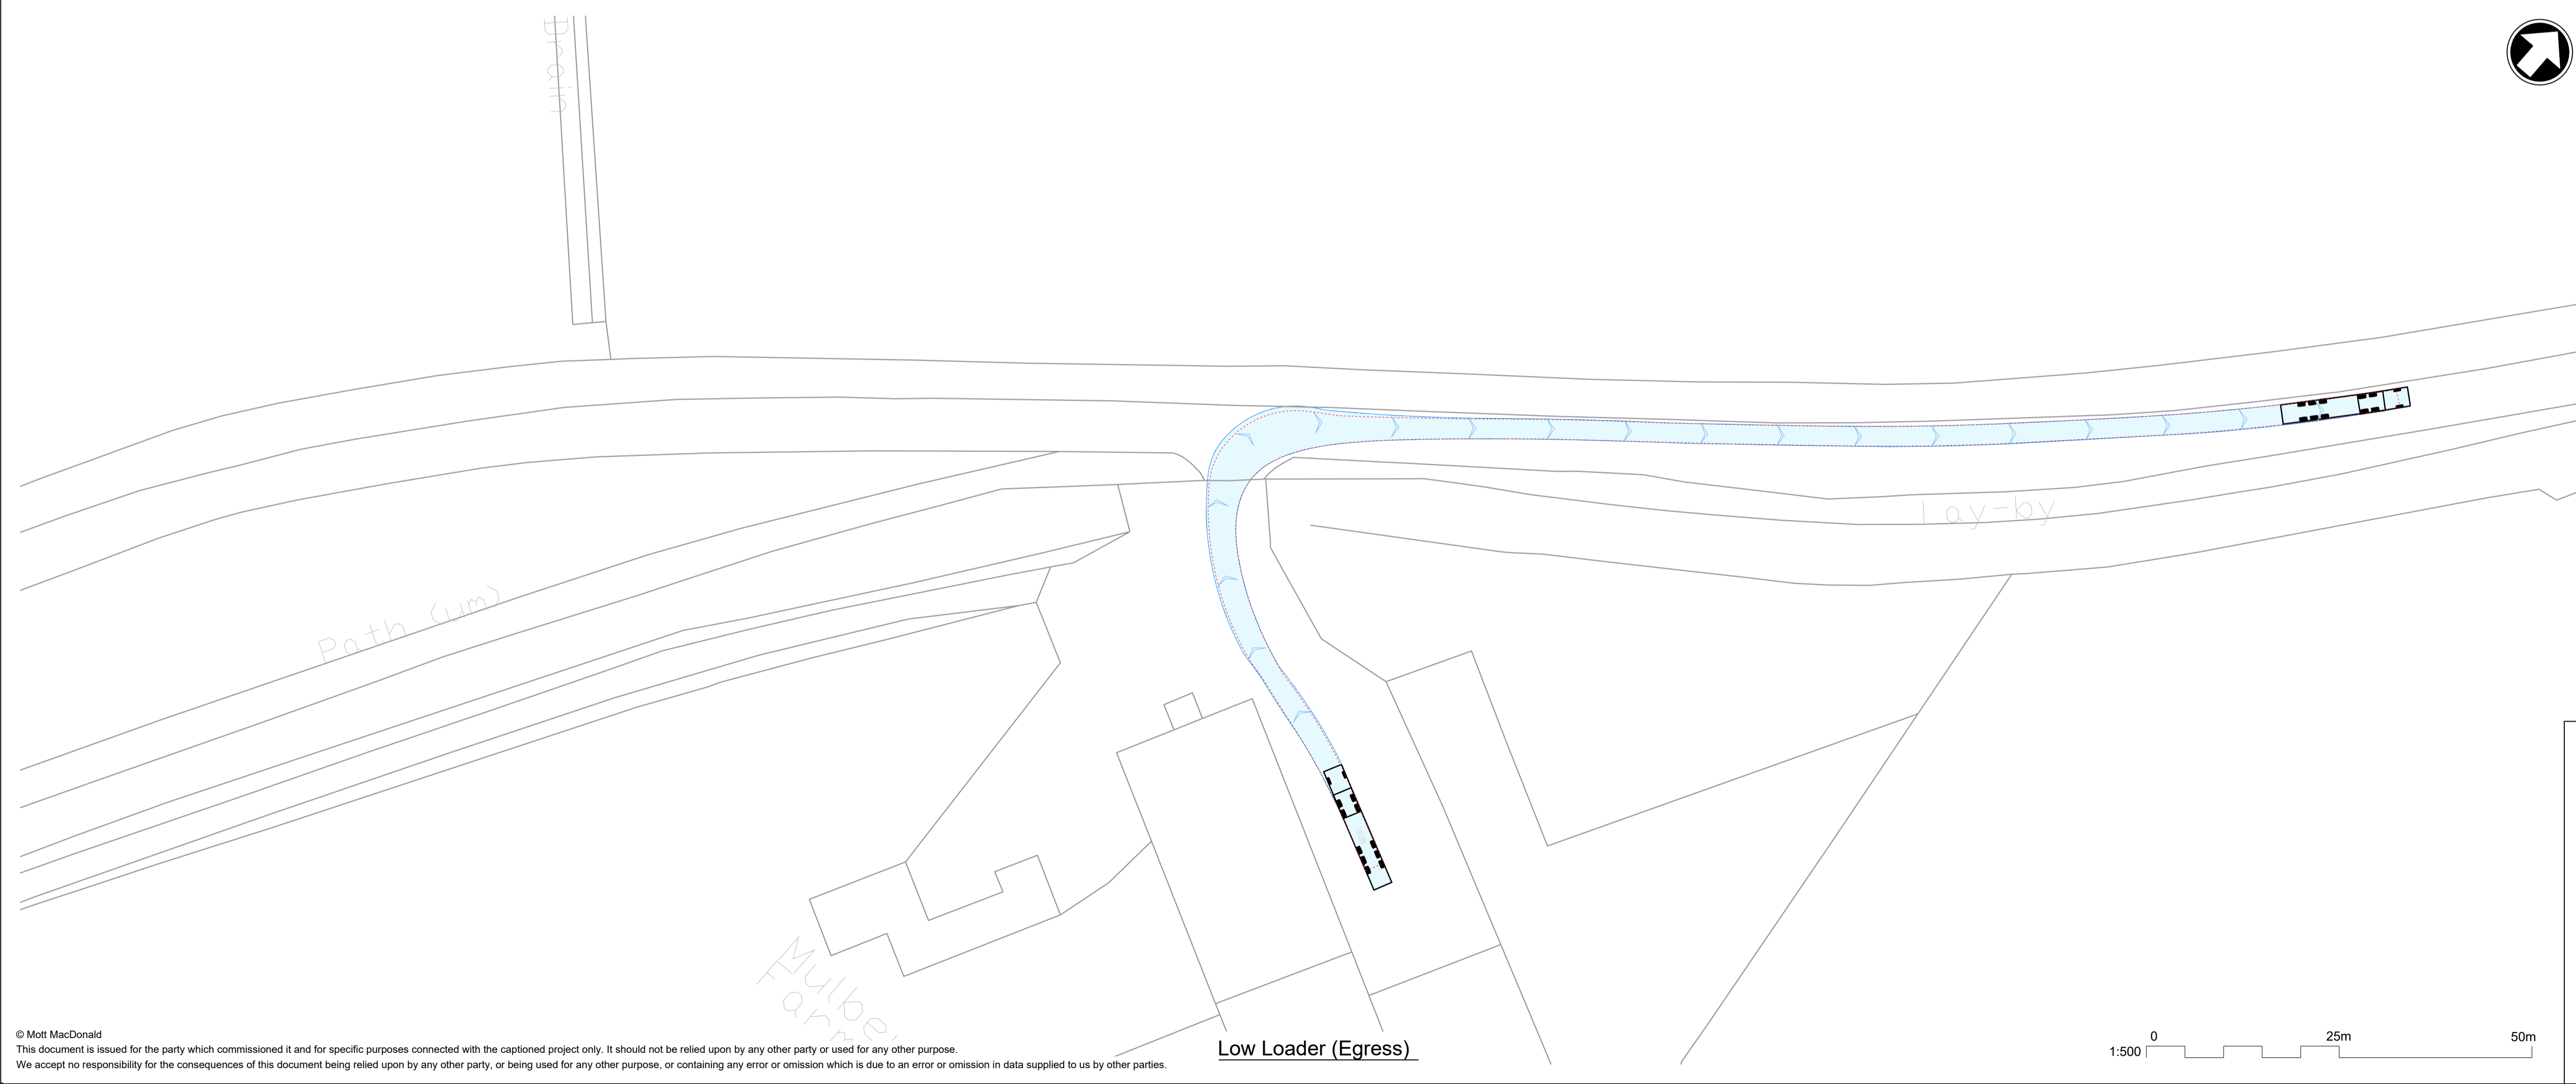 Drain
Path (um)
Lay-by
Mulbe
Farm
© Mott MacDonald
This document is issued for the party which commissioned it and for specific purposes connected with the captioned project only. It should not be relied upon by any other party or used for any other purpose.
We accept no responsibility for the consequences of this document being relied upon by any other party, or being used for any other purpose, or containing any error or omission which is due to an error or omission in data supplied to us by other parties.
Low Loader (Egress)
0 25m 50m
1:500